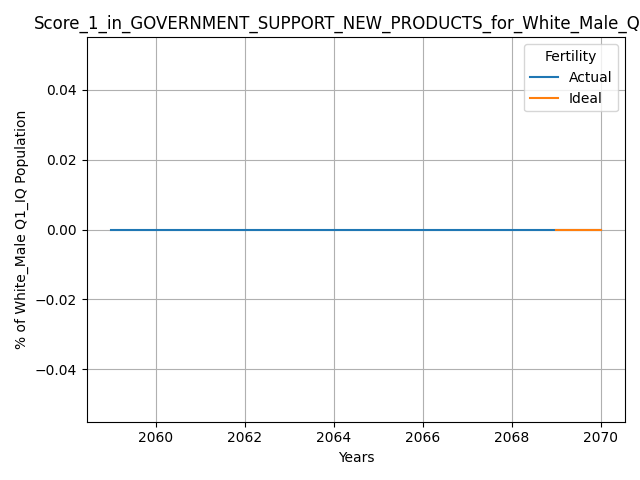 Score_1_in_GOVERNMENT_SUPPORT_NEW_PRODUCTS_for_White_Male_Q
Fertility
Actual
Ideal
0.04
0.02
0.00
−0.02
−0.04
% of White_Male Q1_IQ Population
2060 2062 2064 2066 2068 2070
Years